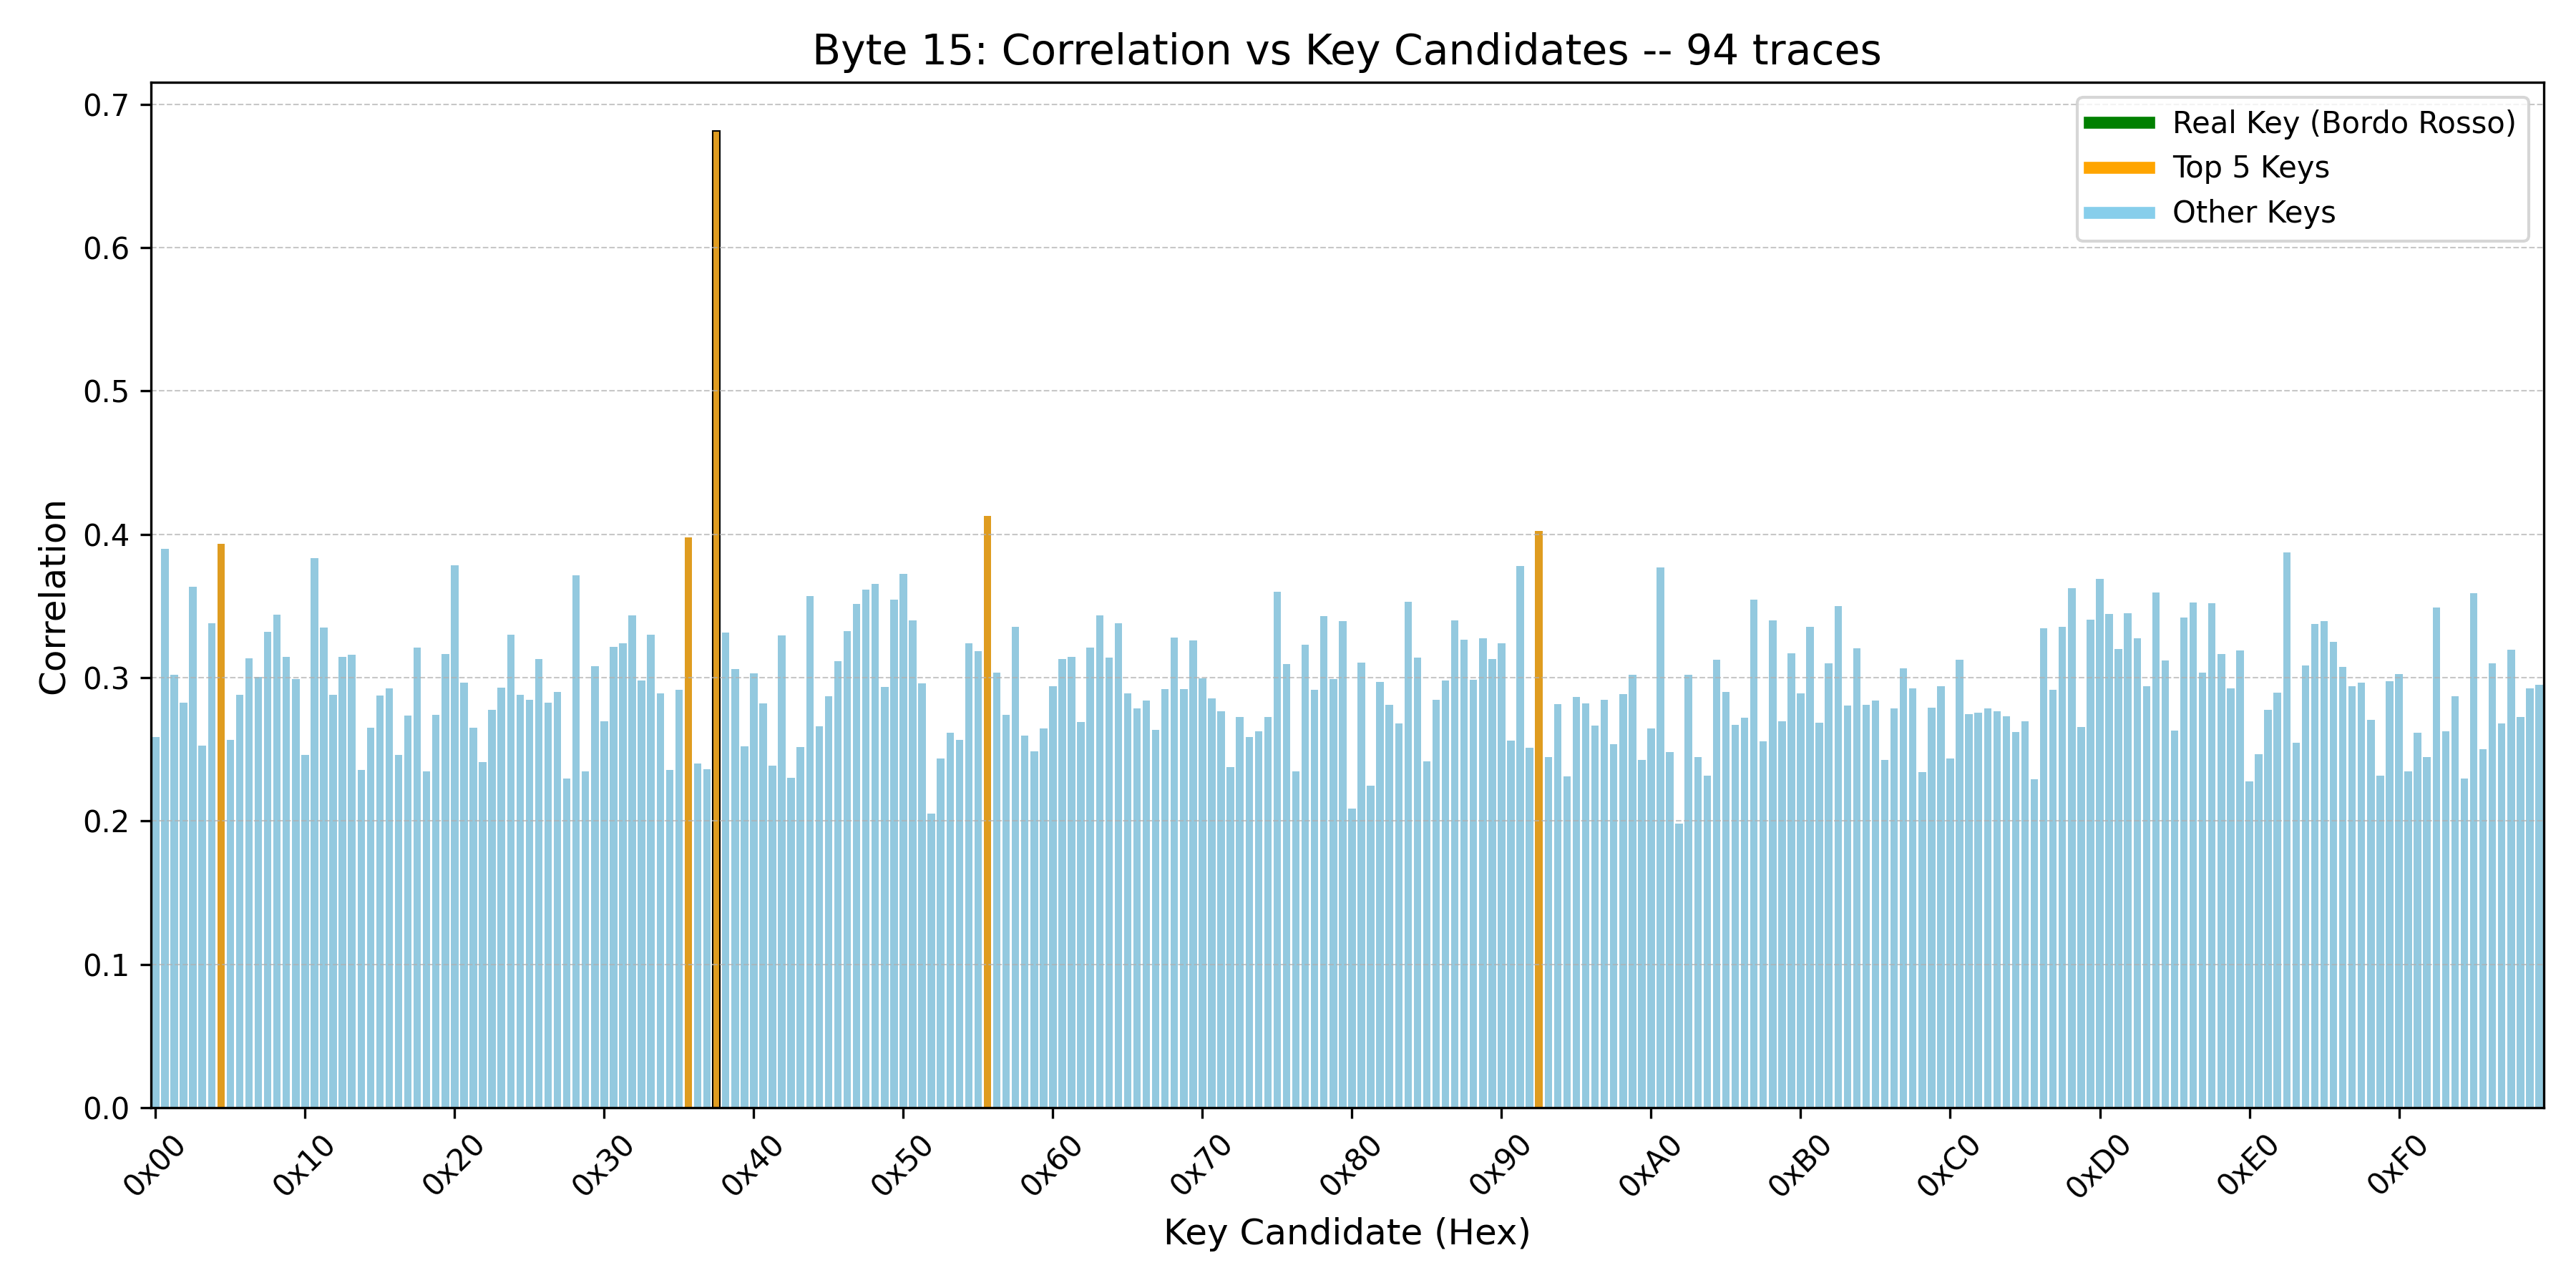 Byte 15: Correlation vs Key Candidates -- 94 traces
Real Key (Bordo Rosso)
Top 5 Keys
Other Keys
0.7
0.6
0.5
0.4
0.3
0.2
0.1
0.0
Correlation
0x00 0x10 0x20 0x30 0x40 0x50 0x60 0x70 0x80 0x90 0xA0 0xB0 0xC0 0xD0 0xE0 0xF0
Key Candidate (Hex)